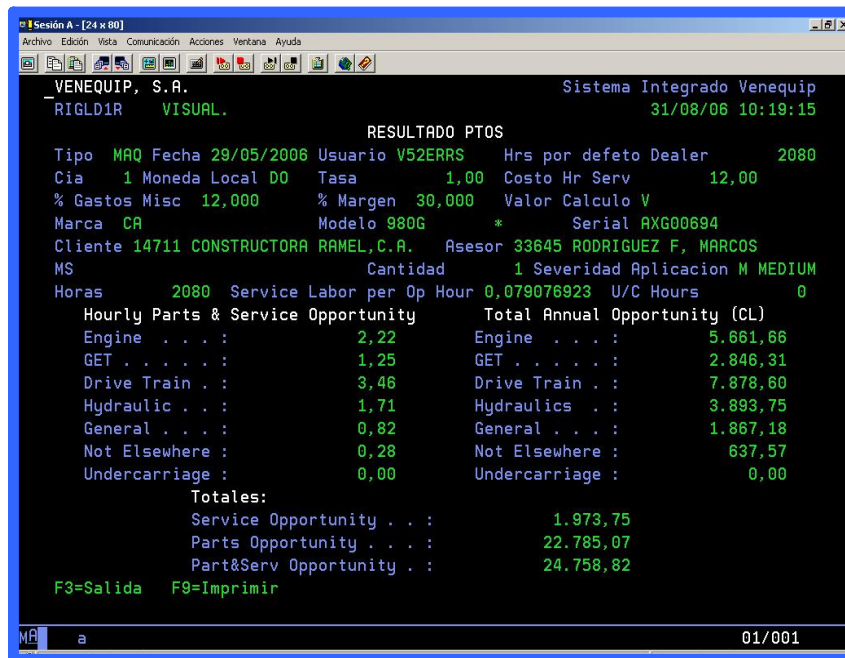 Sesión A - [24 x 80]
Archivo Edición Vista Comunicación Acciones Ventana Ayuda
_VENEQUIP, S.A. Sistema Integrado Venequip
RIGLD1R VISUAL. 31/08/06 10:19:15
RESULTADO PTOS
Tipo MAQ Fecha 29/05/2006 Usuario V52ERRS Hrs por defeto Dealer 2080
Cia 1 Moneda Local DO Tasa 1,00 Costo Hr Serv 12,00
% Gastos Misc 12,000 % Margen 30,000 Valor Calculo V
Marca CA Modelo 980G * Serial AXG00694
Cliente 14711 CONSTRUCTORA RAMEL,C.A. Asesor 33645 RODRIGUEZ F, MARCOS
MS Cantidad 1 Severidad Aplicacion M MEDIUM
Horas 2080 Service Labor per Op Hour 0,079076923 U/C Hours 0
Hourly Parts & Service Opportunity Total Annual Opportunity (CL)
Engine . . . : 2,22 Engine . . . : 5.661,66
GET . . . . . : 1,25 GET . . . . . : 2.846,31
Drive Train . : 3,46 Drive Train . : 7.878,60
Hydraulic . . : 1,71 Hydraulics . : 3.893,75
General . . . : 0,82 General . . . : 1.867,18
Not Elsewhere : 0,28 Not Elsewhere : 637,57
Undercarriage : 0,00 Undercarriage : 0,00
Totales:
Service Opportunity . . : 1.973,75
Parts Opportunity . . . : 22.785,07
Part&Serv Opportunity . : 24.758,82
F3=Salida F9=Imprimir
MA a 01/001